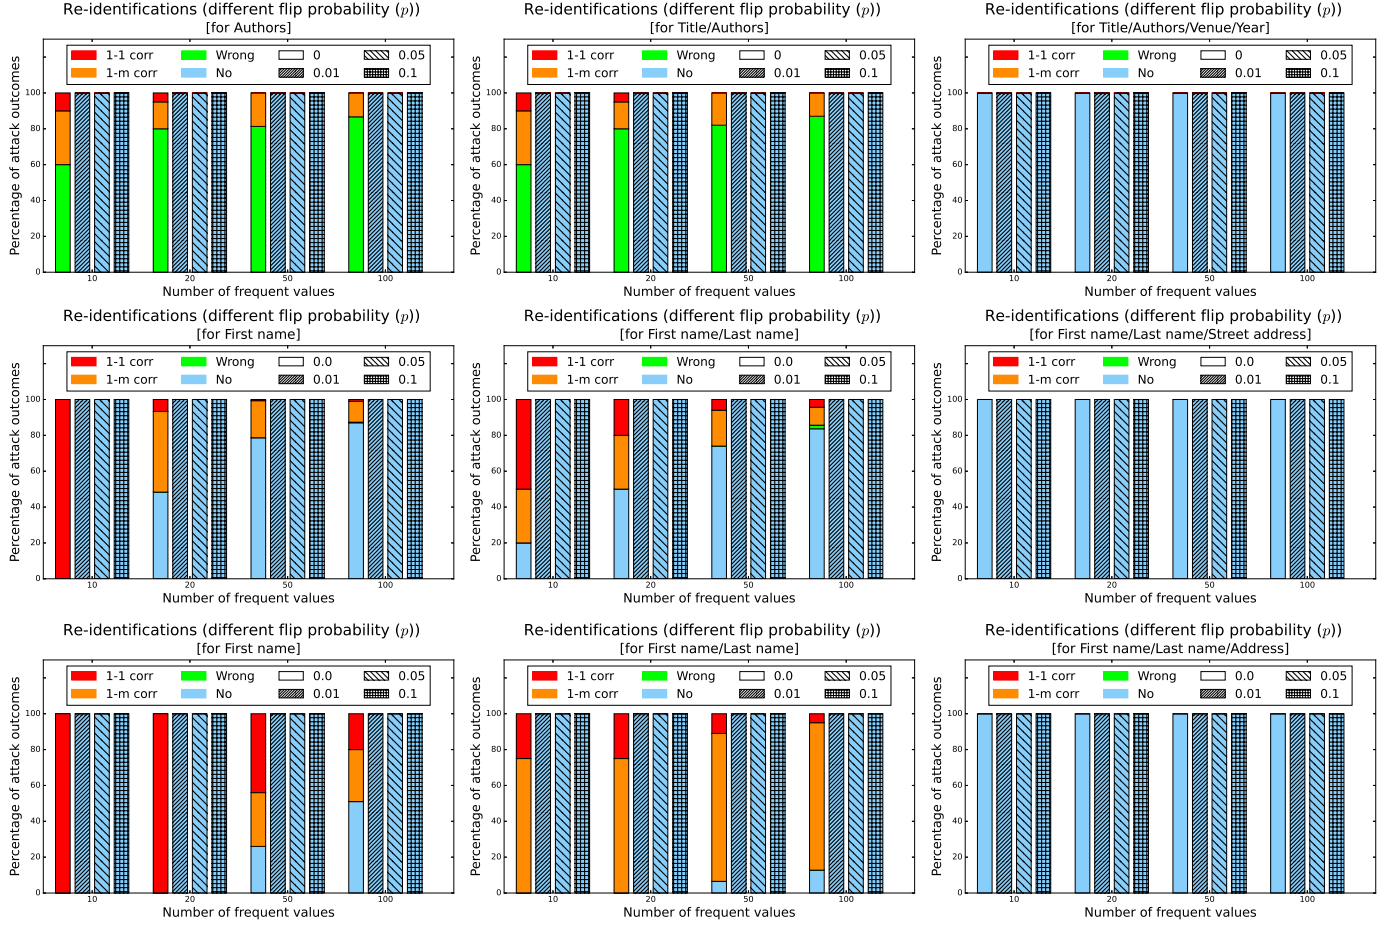 Re-identifications (different flip probability (p))
[for Authors]
1-1 corr Wrong 0 0.05
1-m corr No 0.01 0.1
Percentage of attack outcomes
100
80
60
40
20
0
10 20 50 100
Number of frequent values
Re-identifications (different flip probability (p))
[for Title/Authors]
1-1 corr Wrong 0 0.05
1-m corr No 0.01 0.1
Percentage of attack outcomes
100
80
60
40
20
0
10 20 50 100
Number of frequent values
Re-identifications (different flip probability (p))
[for Title/Authors/Venue/Year]
1-1 corr Wrong 0 0.05
1-m corr No 0.01 0.1
Percentage of attack outcomes
100
80
60
40
20
0
10 20 50 100
Number of frequent values
Re-identifications (different flip probability (p))
[for First name]
1-1 corr Wrong 0.0 0.05
1-m corr No 0.01 0.1
Percentage of attack outcomes
100
80
60
40
20
0
10 20 50 100
Number of frequent values
Re-identifications (different flip probability (p))
[for First name/Last name]
1-1 corr Wrong 0.0 0.05
1-m corr No 0.01 0.1
Percentage of attack outcomes
100
80
60
40
20
0
10 20 50 100
Number of frequent values
Re-identifications (different flip probability (p))
[for First name/Last name/Street address]
1-1 corr Wrong 0.0 0.05
1-m corr No 0.01 0.1
Percentage of attack outcomes
100
80
60
40
20
0
10 20 50 100
Number of frequent values
Re-identifications (different flip probability (p))
[for First name]
1-1 corr Wrong 0.0 0.05
1-m corr No 0.01 0.1
Percentage of attack outcomes
100
80
60
40
20
0
10 20 50 100
Number of frequent values
Re-identifications (different flip probability (p))
[for First name/Last name]
1-1 corr Wrong 0.0 0.05
1-m corr No 0.01 0.1
Percentage of attack outcomes
100
80
60
40
20
0
10 20 50 100
Number of frequent values
Re-identifications (different flip probability (p))
[for First name/Last name/Address]
1-1 corr Wrong 0.0 0.05
1-m corr No 0.01 0.1
Percentage of attack outcomes
100
80
60
40
20
0
10 20 50 100
Number of frequent values